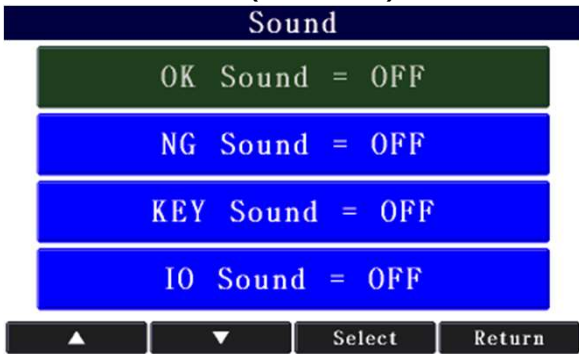 Sound
OK Sound = OFF
NG Sound = OFF
KEY Sound = OFF
IO Sound = OFF
▲ ▼ Select Return